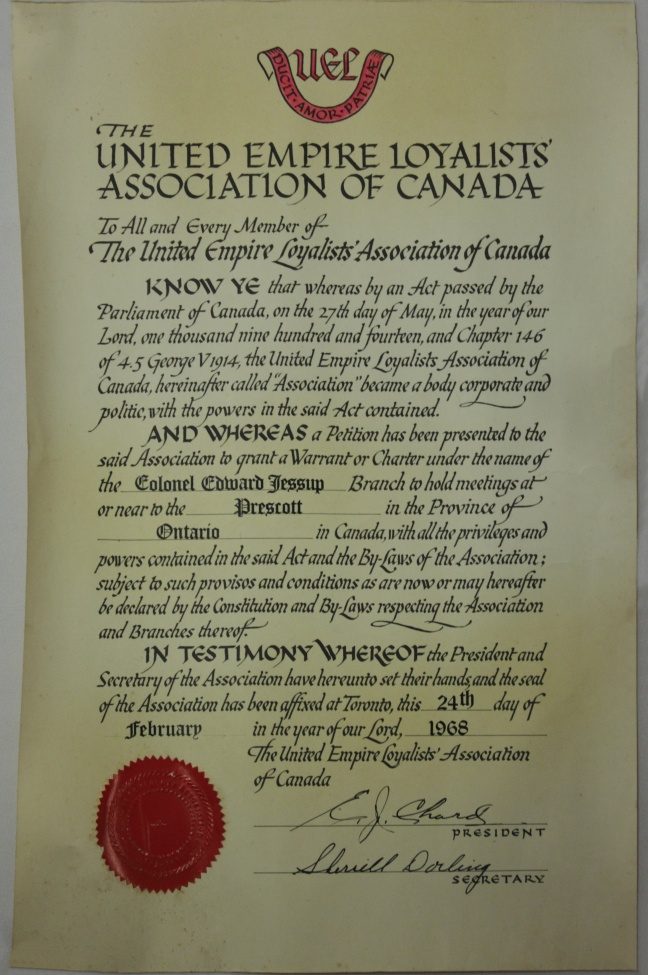 UEL
DUCIT·AMOR·PATRIÆ
THE
UNITED EMPIRE LOYALISTS'
ASSOCIATION OF CANADA
To All and Every Member of
The United Empire Loyalists' Association of Canada
KNOW YE that whereas by an Act passed by the
Parliament of Canada, on the 27th day of May, in the year of our
Lord, one thousand nine hundred and fourteen, and Chapter 146
of 4.5 George V 1914, the United Empire Loyalists Association of
Canada, hereinafter called "Association" became a body corporate and
politic, with the powers in the said Act contained.
AND WHEREAS a Petition has been presented to the
said Association to grant a Warrant or Charter under the name of
the Colonel Edward Jessup Branch to hold meetings at
or near to the Prescott in the Province of
Ontario in Canada, with all the privileges and
powers contained in the said Act and the By-Laws of the Association;
subject to such provisos and conditions as are now or may hereafter
be declared by the Constitution and By-Laws respecting the Association
and Branches thereof.
IN TESTIMONY WHEREOF the President and
Secretary of the Association have hereunto set their hands, and the seal
of the Association has been affixed at Toronto, this 24th day of
February in the year of our Lord, 1968
The United Empire Loyalists' Association
of Canada
E. J. Chard
PRESIDENT
Sherrill Dorling
SECRETARY